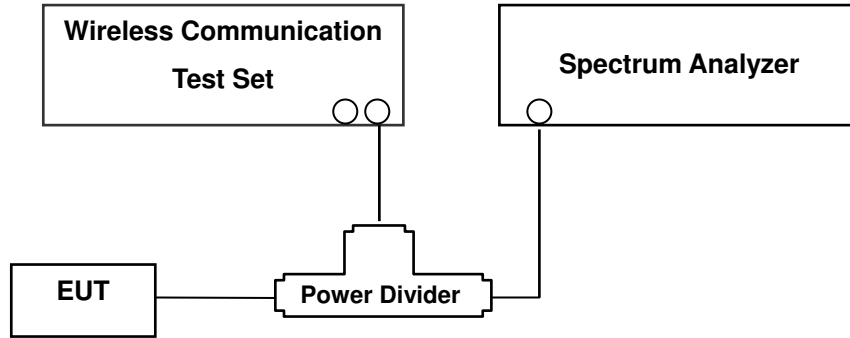 Wireless Communication
Test Set
Spectrum Analyzer
EUT
Power Divider